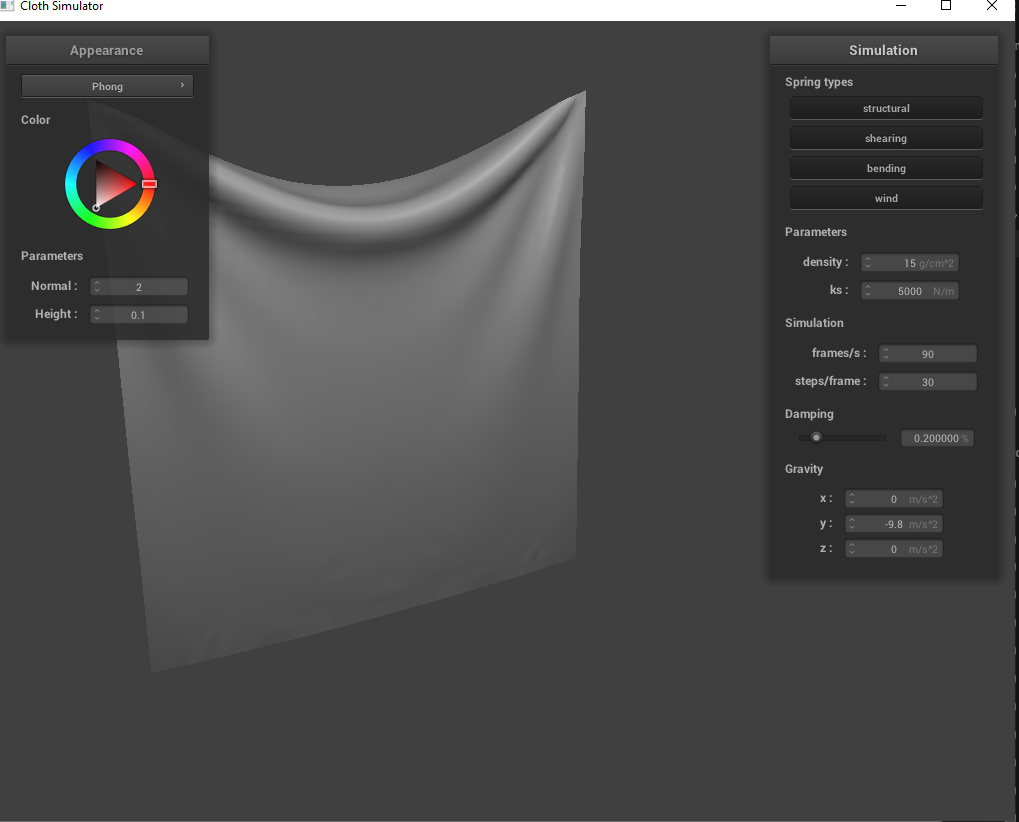 Cloth Simulator
Appearance
Phong
Color
Parameters
Normal : 2
Height : 0.1
Simulation
Spring types
structural
shearing
bending
wind
Parameters
density : 15 g/cm^2
ks : 5000 N/m
Simulation
frames/s : 90
steps/frame : 30
Damping
0.200000 %
Gravity
x : 0 m/s^2
y : -9.8 m/s^2
z : 0 m/s^2